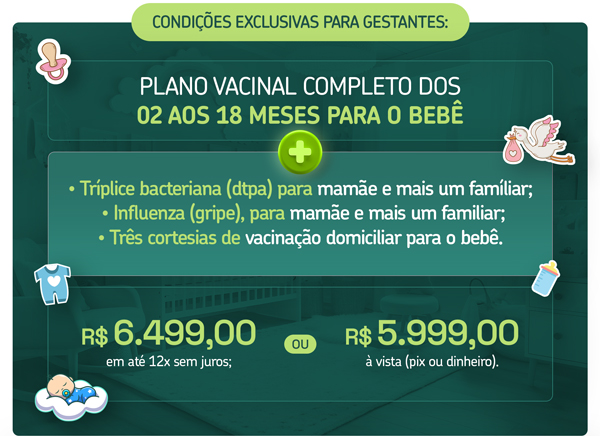 CONDIÇÕES EXCLUSIVAS PARA GESTANTES:
PLANO VACINAL COMPLETO DOS
02 AOS 18 MESES PARA O BEBÊ
• Tríplice bacteriana (dtpa) para mamãe e mais um famíliar;
• Influenza (gripe), para mamãe e mais um familiar;
• Três cortesias de vacinação domiciliar para o bebê.
R$ 6.499,00
em até 12x sem juros;
OU
R$ 5.999,00
à vista (pix ou dinheiro).